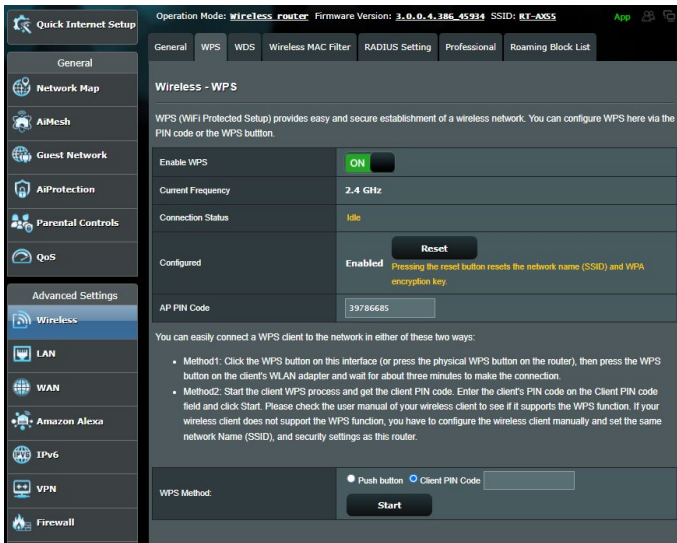 Quick Internet Setup
General
Network Map
AiMesh
Guest Network
AiProtection
Parental Controls
QoS
Advanced Settings
Wireless
LAN
WAN
Amazon Alexa
IPv6
VPN
Firewall
Operation Mode: Wireless router Firmware Version: 3.0.0.4.386_45934 SSID: RT-AX55 App
General WPS WDS Wireless MAC Filter RADIUS Setting Professional Roaming Block List
Wireless - WPS
WPS (WiFi Protected Setup) provides easy and secure establishment of a wireless network. You can configure WPS here via the
PIN code or the WPS buttton.
Enable WPS ON
Current Frequency 2.4 GHz
Connection Status Idle
Configured Enabled Reset
Pressing the reset button resets the network name (SSID) and WPA
encryption key.
AP PIN Code 39786685
You can easily connect a WPS client to the network in either of these two ways:
• Method1: Click the WPS button on this interface (or press the physical WPS button on the router), then press the WPS
button on the client's WLAN adapter and wait for about three minutes to make the connection.
• Method2: Start the client WPS process and get the client PIN code. Enter the client's PIN code on the Client PIN code
field and click Start. Please check the user manual of your wireless client to see if it supports the WPS function. If your
wireless client does not support the WPS function, you have to configure the wireless client manually and set the same
network Name (SSID), and security settings as this router.
WPS Method: Push button Client PIN Code
Start